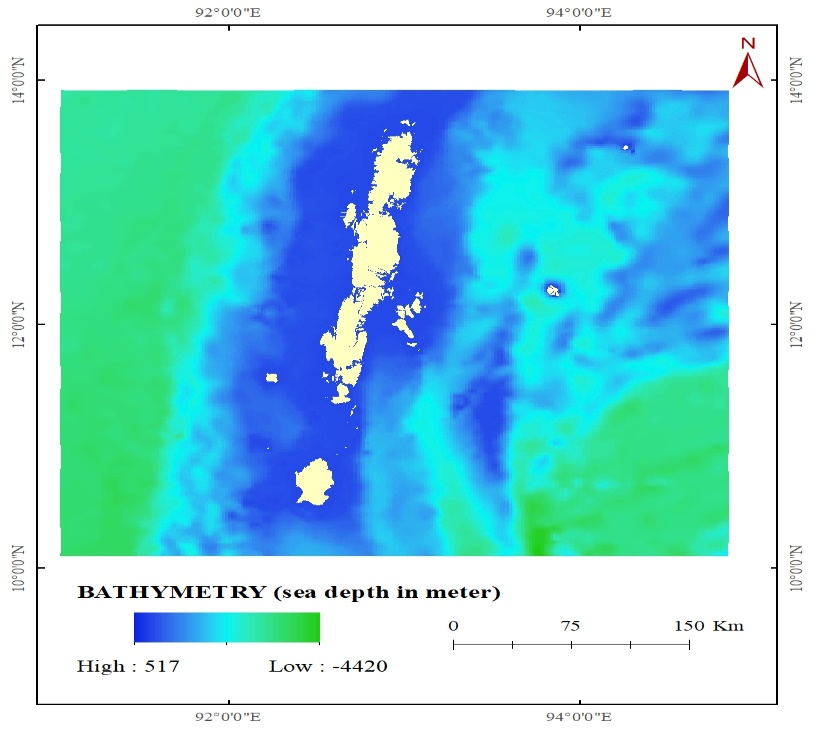 92°0'0"E 94°0'0"E
N
14°0'0"N 14°0'0"N
12°0'0"N 12°0'0"N
10°0'0"N 10°0'0"N
BATHYMETRY (sea depth in meter)
0 75 150 Km
High : 517 Low : -4420
92°0'0"E 94°0'0"E